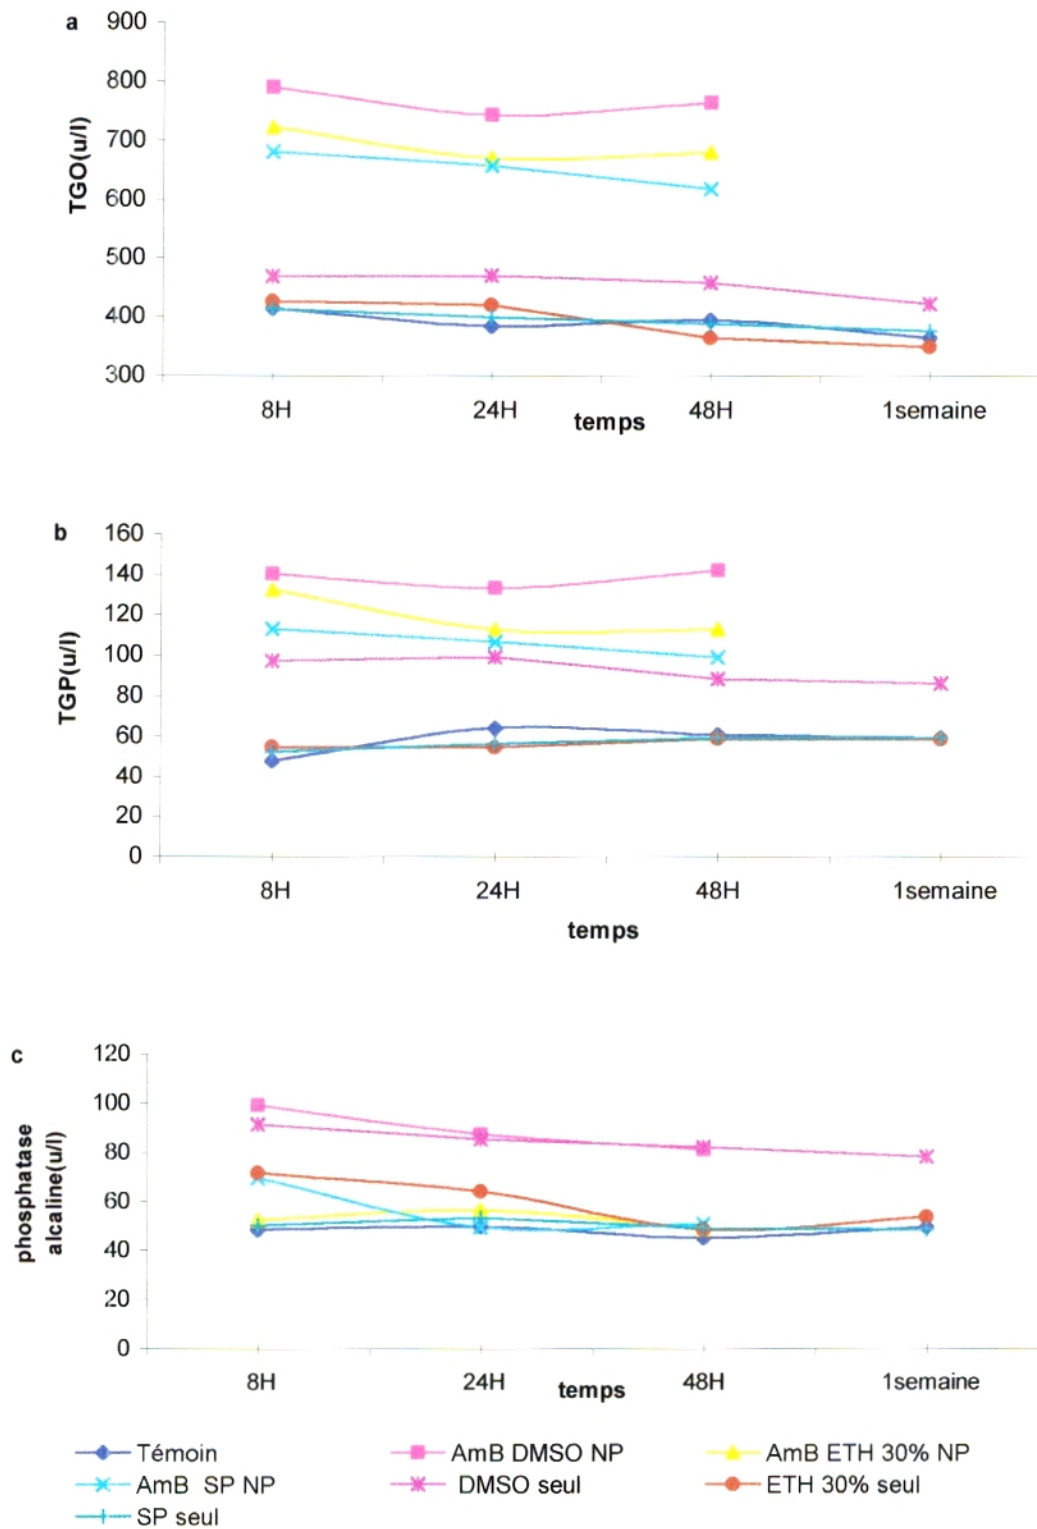 a
900
800
700
600
500
400
300
TGO(u/l)
8H 24H 48H 1semaine
temps
b
160
140
120
100
80
60
40
20
0
TGP(u/l)
8H 24H 48H 1semaine
temps
c
120
100
80
60
40
20
0
phosphatase
alcaline(u/l)
8H 24H 48H 1semaine
temps
Témoin AmB DMSO NP AmB ETH 30% NP
AmB SP NP DMSO seul ETH 30% seul
SP seul